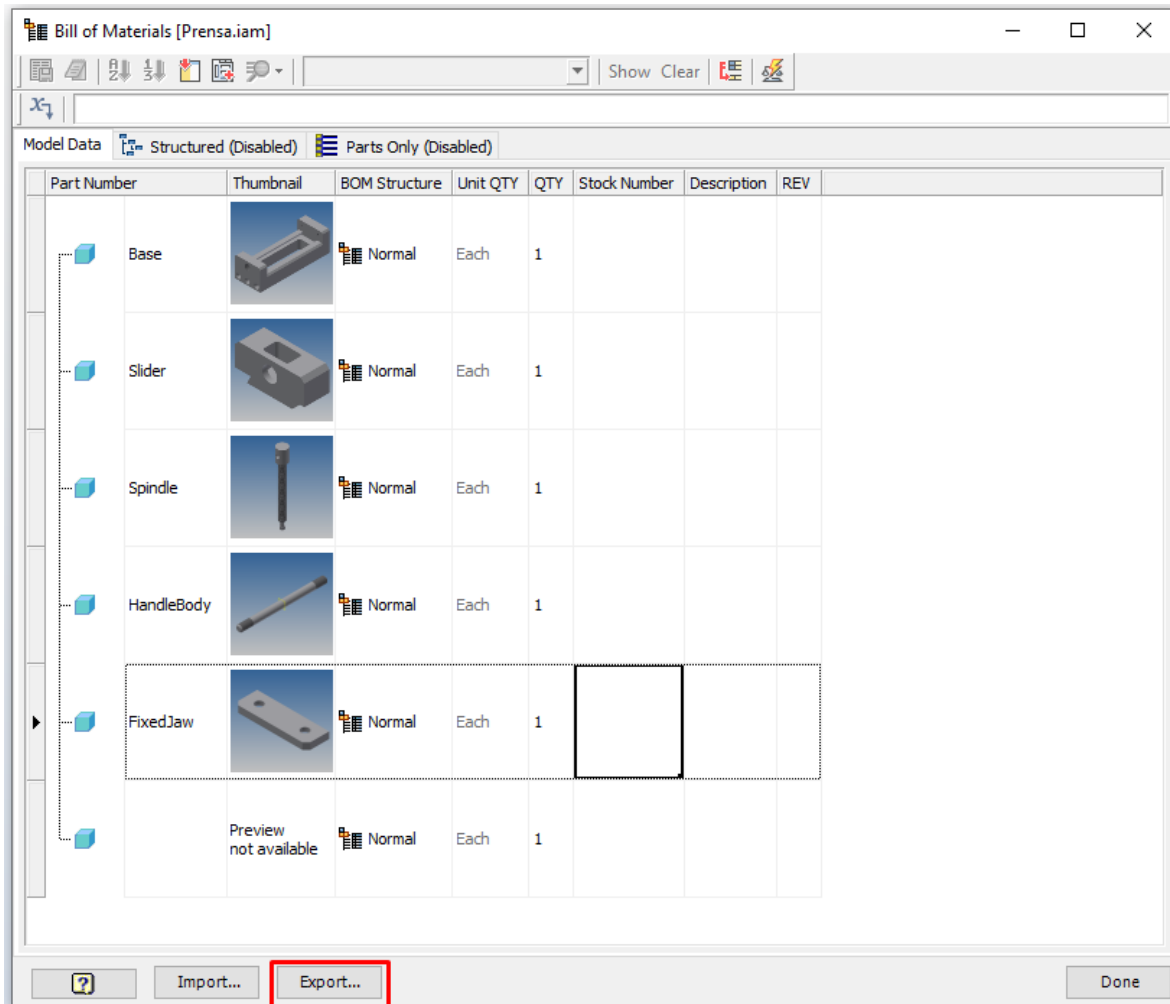 Bill of Materials [Prensa.iam]
Show Clear
Model Data Structured (Disabled) Parts Only (Disabled)
Part Number Thumbnail BOM Structure Unit QTY QTY Stock Number Description REV
Base Normal Each 1
Slider Normal Each 1
Spindle Normal Each 1
HandleBody Normal Each 1
FixedJaw Normal Each 1
Preview
not available Normal Each 1
Import... Export... Done